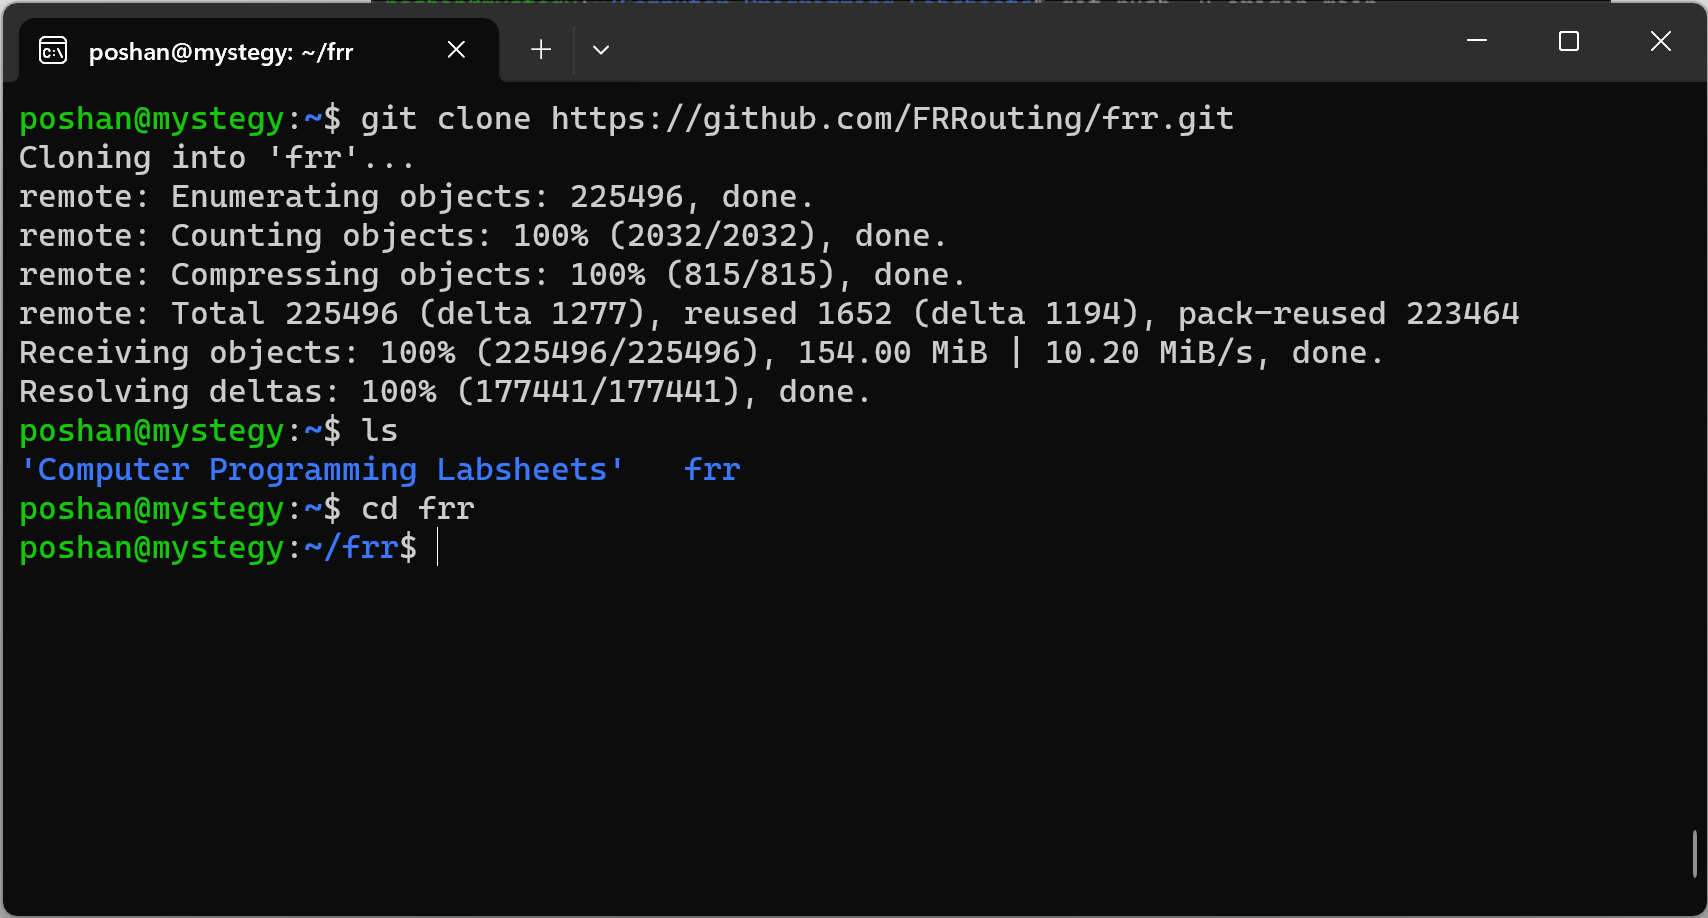 poshan@mystegy: ~/frr
poshan@mystegy:~$ git clone https://github.com/FRRouting/frr.git
Cloning into 'frr'...
remote: Enumerating objects: 225496, done.
remote: Counting objects: 100% (2032/2032), done.
remote: Compressing objects: 100% (815/815), done.
remote: Total 225496 (delta 1277), reused 1652 (delta 1194), pack-reused 223464
Receiving objects: 100% (225496/225496), 154.00 MiB | 10.20 MiB/s, done.
Resolving deltas: 100% (177441/177441), done.
poshan@mystegy:~$ ls
'Computer Programming Labsheets'   frr
poshan@mystegy:~$ cd frr
poshan@mystegy:~/frr$